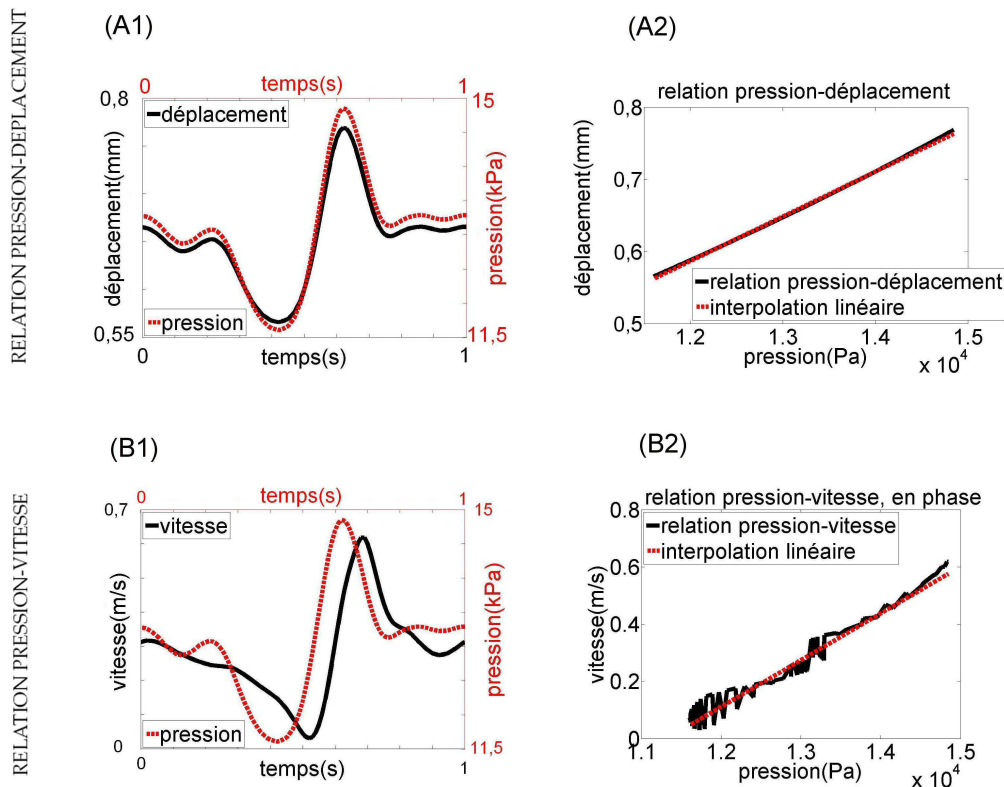 RELATION PRESSION-DEPLACEMENT
(A1)
0 temps(s) 1
0,8
15
déplacement
déplacement(mm)
pression(kPa)
pression
0,55
11,5
0 temps(s) 1
(A2)
relation pression-déplacement
0.8
0.7
0.6
0.5
déplacement(mm)
relation pression-déplacement
interpolation linéaire
1.2 1.3 1.4 1.5
pression(Pa)
x 10^4
RELATION PRESSION-VITESSE
(B1)
0 temps(s) 1
0,7
15
vitesse
vitesse(m/s)
pression(kPa)
pression
0
11,5
0 temps(s) 1
(B2)
relation pression-vitesse, en phase
0.8
0.6
0.4
0.2
0
vitesse(m/s)
relation pression-vitesse
interpolation linéaire
1.1 1.2 1.3 1.4 1.5
pression(Pa)
x 10^4